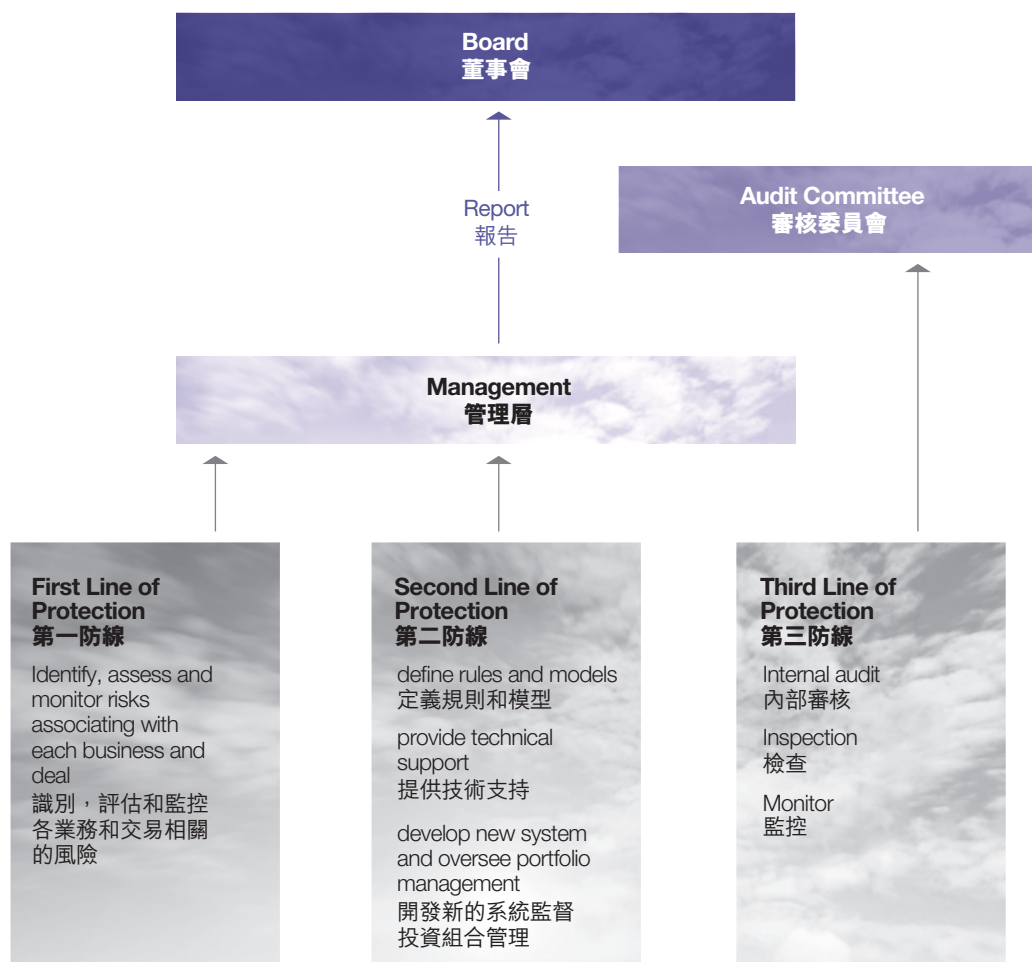 Board
董事會
Audit Committee
審核委員會
Report
報告
Management
管理層
First Line of
Protection
第一防線
Identify, assess and
monitor risks
associating with
each business and
deal
識別，評估和監控
各業務和交易相關
的風險
Second Line of
Protection
第二防線
define rules and models
定義規則和模型
provide technical
support
提供技術支持
develop new system
and oversee portfolio
management
開發新的系統監督
投資組合管理
Third Line of
Protection
第三防線
Internal audit
內部審核
Inspection
檢查
Monitor
監控